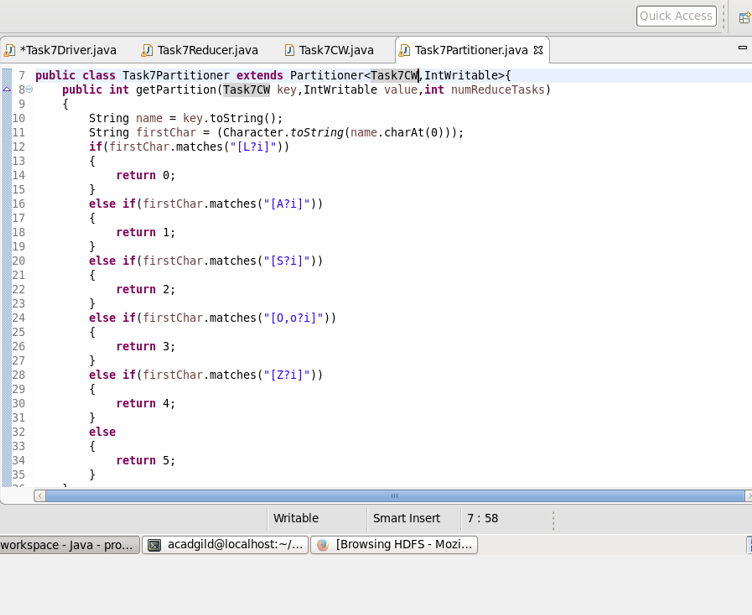 Quick Access
*Task7Driver.java Task7Reducer.java Task7CW.java Task7Partitioner.java
7 public class Task7Partitioner extends Partitioner<Task7CW,IntWritable>{
8 public int getPartition(Task7CW key,IntWritable value,int numReduceTasks)
9 {
10 String name = key.toString();
11 String firstChar = (Character.toString(name.charAt(0)));
12 if(firstChar.matches("[L?i]"))
13 {
14 return 0;
15 }
16 else if(firstChar.matches("[A?i]"))
17 {
18 return 1;
19 }
20 else if(firstChar.matches("[S?i]"))
21 {
22 return 2;
23 }
24 else if(firstChar.matches("[O,o?i]"))
25 {
26 return 3;
27 }
28 else if(firstChar.matches("[Z?i]"))
29 {
30 return 4;
31 }
32 else
33 {
34 return 5;
35 }
Writable Smart Insert 7 : 58
workspace - Java - pro... acadgild@localhost:~/... [Browsing HDFS - Mozi...